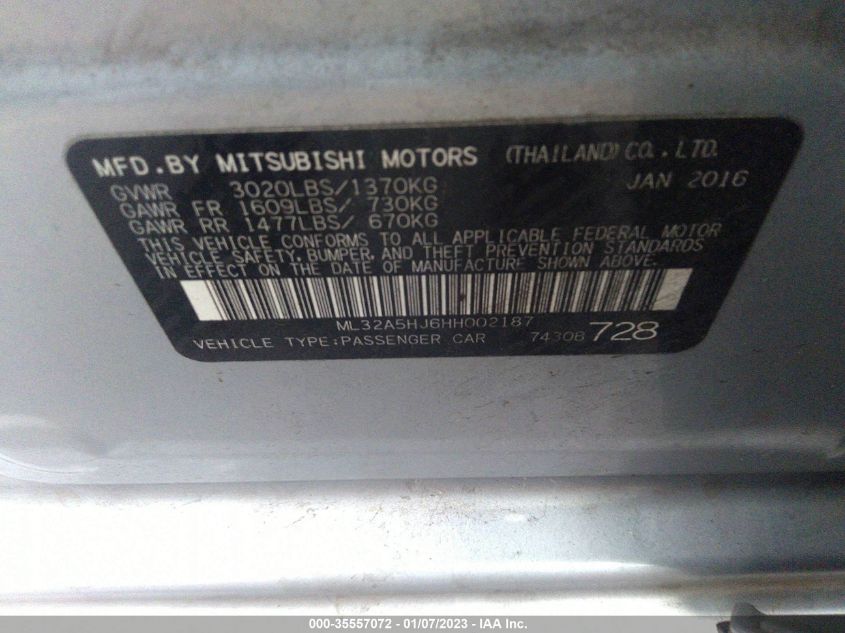 MFD.BY MITSUBISHI MOTORS (THAILAND) CO.,LTD.
GVWR 3020LBS/1370KG JAN 2016
GAWR FR 1609LBS/ 730KG
GAWR RR 1477LBS/ 670KG
THIS VEHICLE CONFORMS TO ALL APPLICABLE FEDERAL MOTOR
VEHICLE SAFETY, BUMPER, AND THEFT PREVENTION STANDARDS
IN EFFECT ON THE DATE OF MANUFACTURE SHOWN ABOVE.
ML32A5HJ6HH002187
VEHICLE TYPE:PASSENGER CAR 74306 728
000-35557072 - 01/07/2023 - IAA Inc.